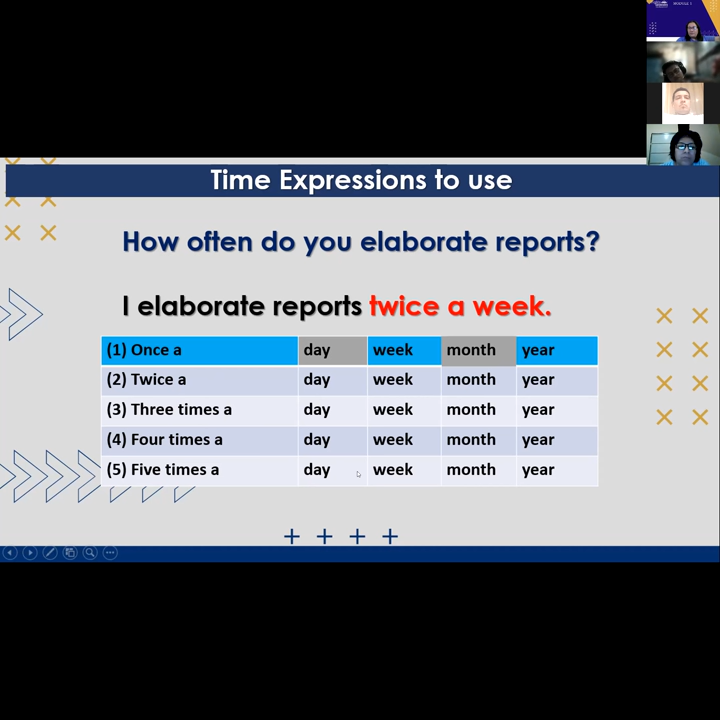 MODULE I
Time Expressions to use
How often do you elaborate reports?
I elaborate reports twice a week.
(1) Once a day week month year
(2) Twice a day week month year
(3) Three times a day week month year
(4) Four times a day week month year
(5) Five times a day week month year